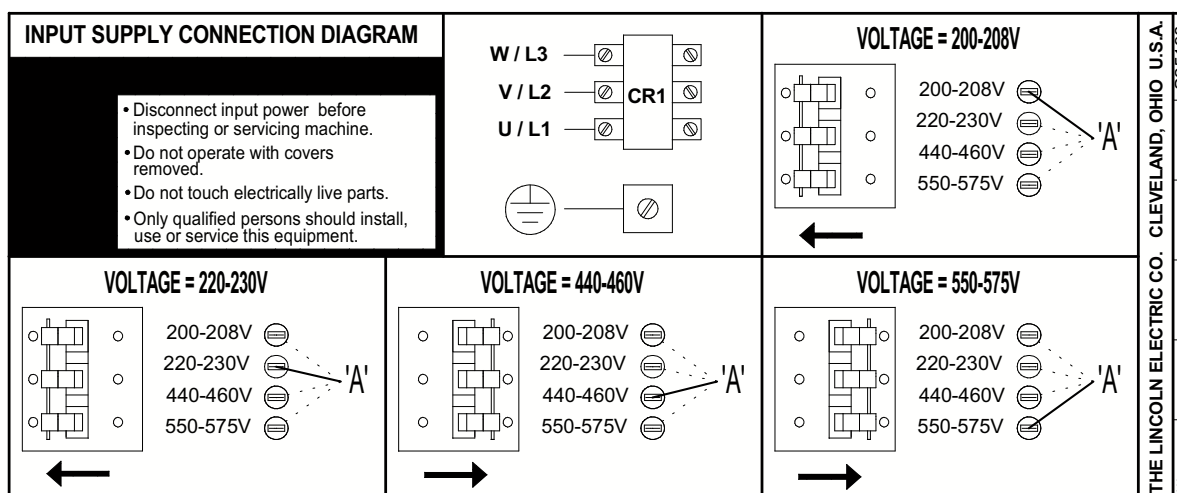 INPUT SUPPLY CONNECTION DIAGRAM
• Disconnect input power before
inspecting or servicing machine.
• Do not operate with covers
removed.
• Do not touch electrically live parts.
• Only qualified persons should install,
use or service this equipment.
W / L3
V / L2
U / L1
CR1
VOLTAGE = 200-208V
200-208V
220-230V
440-460V
550-575V
'A'
VOLTAGE = 220-230V
200-208V
220-230V
440-460V
550-575V
'A'
VOLTAGE = 440-460V
200-208V
220-230V
440-460V
550-575V
'A'
VOLTAGE = 550-575V
200-208V
220-230V
440-460V
550-575V
'A'
THE LINCOLN ELECTRIC CO. CLEVELAND, OHIO U.S.A.